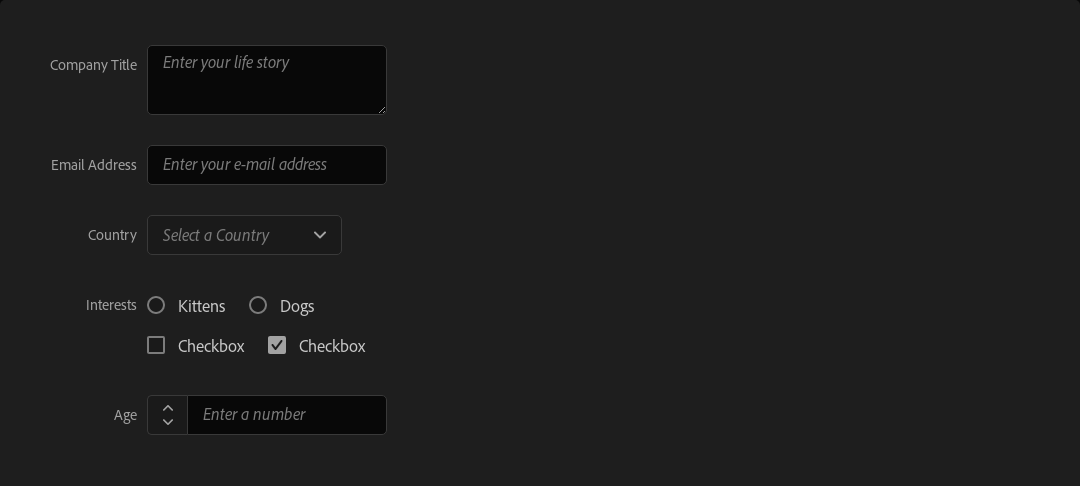 Company Title
Enter your life story
Email Address
Enter your e-mail address
Country
Select a Country
Interests
Kittens
Dogs
Checkbox
Checkbox
Age
Enter a number